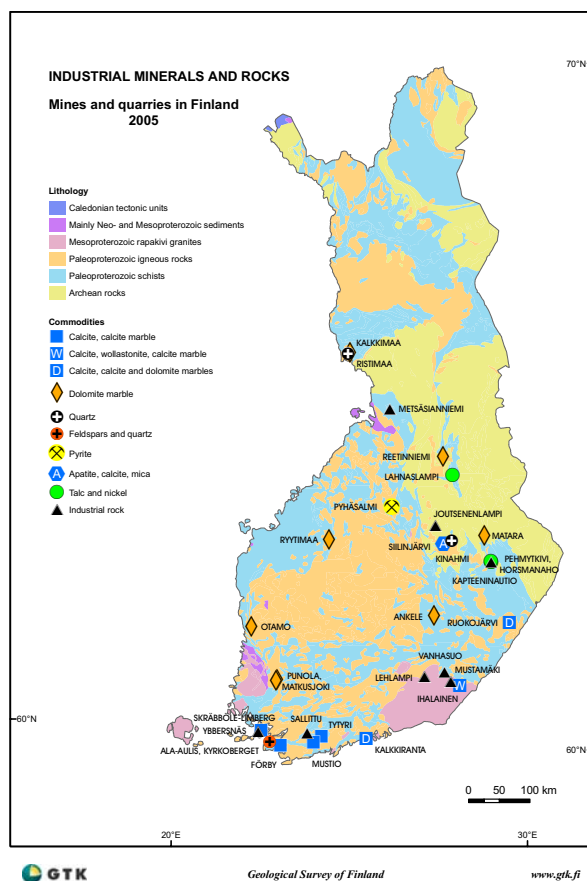 70°N
INDUSTRIAL MINERALS AND ROCKS
Mines and quarries in Finland
2005
Lithology
Caledonian tectonic units
Mainly Neo- and Mesoproterozoic sediments
Mesoproterozoic rapakivi granites
Paleoproterozoic igneous rocks
Paleoproterozoic schists
Archean rocks
Commodities
Calcite, calcite marble
W Calcite, wollastonite, calcite marble
D Calcite, calcite and dolomite marbles
Dolomite marble
Quartz
Feldspars and quartz
Pyrite
A Apatite, calcite, mica
Talc and nickel
Industrial rock
KALKKIMAA
RISTIMAA
METSÄSIANNIEMI
REETINNIEMI
LAHNASLAMPI
PYHÄSALMI
JOUTSENENLAMPI
RYYTIMAA
SIILINJÄRVI
A
MATARA
KINAHMI
PEHMYTKIVI,
HORSMANAHO
KAPTEENINAUTIO
ANKELE
RUOKOJÄRVI
D
OTAMO
VANHASUO
MUSTAMÄKI
LEHLAMPI
W
PUNOLA,
MATKUSJOKI
IHALAINEN
SKRÄBBÖLE-LIMBERG
SALLITTU
60°N
YBBERSNÄS
TYTYRI
D
ALA-AULIS, KYRKOBERGET
KALKKIRANTA
60°N
FÖRBY
MUSTIO
0 50 100 km
20°E
30°E
GTK
Geological Survey of Finland
www.gtk.fi